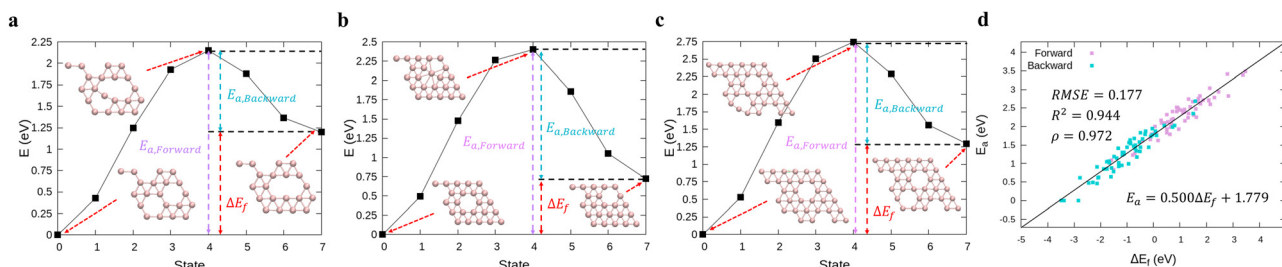 a
2.25
2
1.75
1.5
1.25
1
0.75
0.5
0.25
0
E (eV)
0 1 2 3 4 5 6 7
State
E_a,Forward
E_a,Backward
ΔE_f
b
2.5
2.25
2
1.75
1.5
1.25
1
0.75
0.5
0.25
0
E (eV)
0 1 2 3 4 5 6 7
State
E_a,Forward
E_a,Backward
ΔE_f
c
2.75
2.5
2.25
2
1.75
1.5
1.25
1
0.75
0.5
0.25
0
E (eV)
0 1 2 3 4 5 6 7
State
E_a,Forward
E_a,Backward
ΔE_f
d
4
3.5
3
2.5
2
1.5
1
0.5
0
-0.5
E_a (eV)
Forward
Backward
RMSE = 0.177
R² = 0.944
ρ = 0.972
E_a = 0.500ΔE_f + 1.779
-5 -4 -3 -2 -1 0 1 2 3 4
ΔE_f (eV)